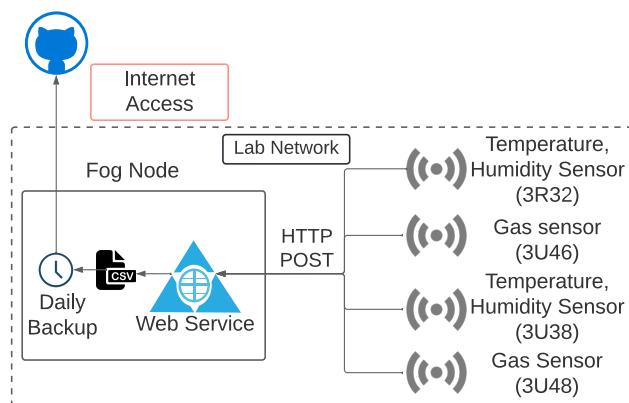 Internet
Access
Lab Network
Fog Node
Temperature,
Humidity Sensor
(3R32)
HTTP
POST
Gas sensor
(3U46)
CSV
Daily
Backup
Web Service
Temperature,
Humidity Sensor
(3U38)
Gas Sensor
(3U48)